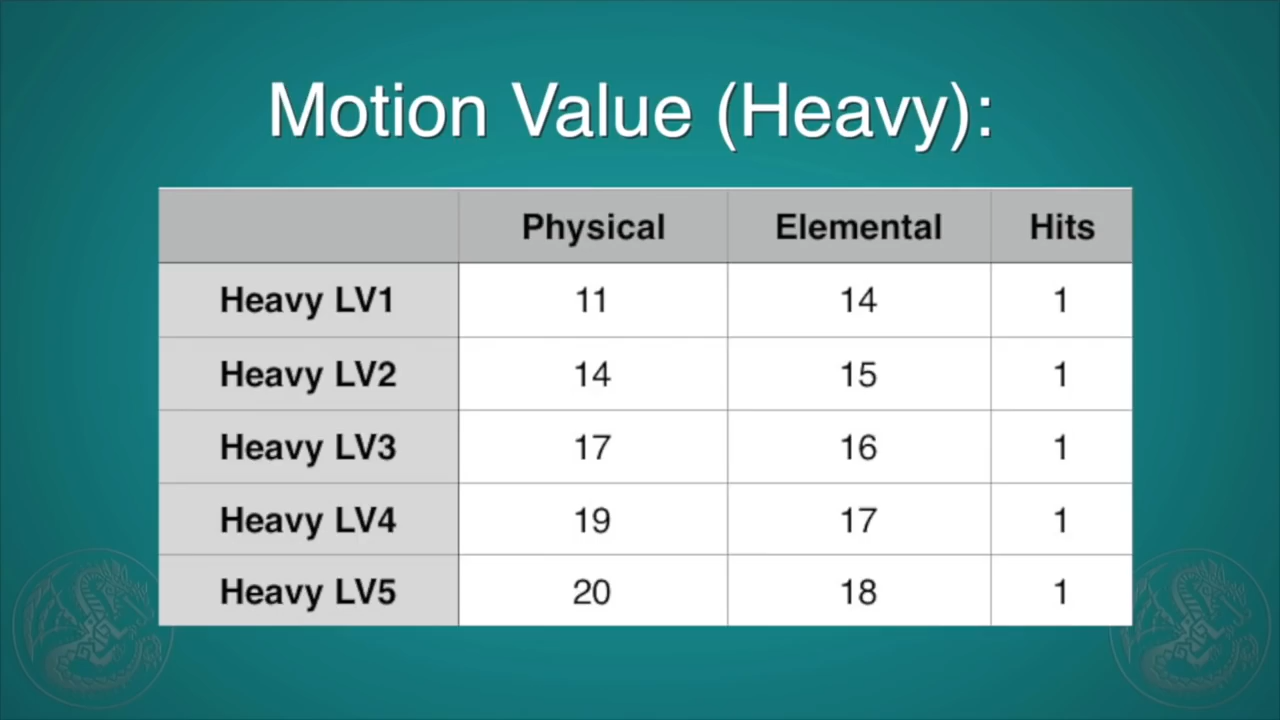 Motion Value (Heavy):
Physical Elemental Hits
Heavy LV1 11 14 1
Heavy LV2 14 15 1
Heavy LV3 17 16 1
Heavy LV4 19 17 1
Heavy LV5 20 18 1